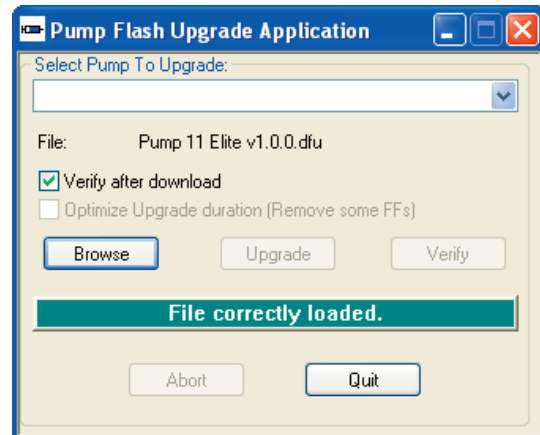 Pump Flash Upgrade Application
Select Pump To Upgrade:
File: Pump 11 Elite v1.0.0.dfu
Verify after download
Optimize Upgrade duration (Remove some FFs)
Browse Upgrade Verify
File correctly loaded.
Abort Quit